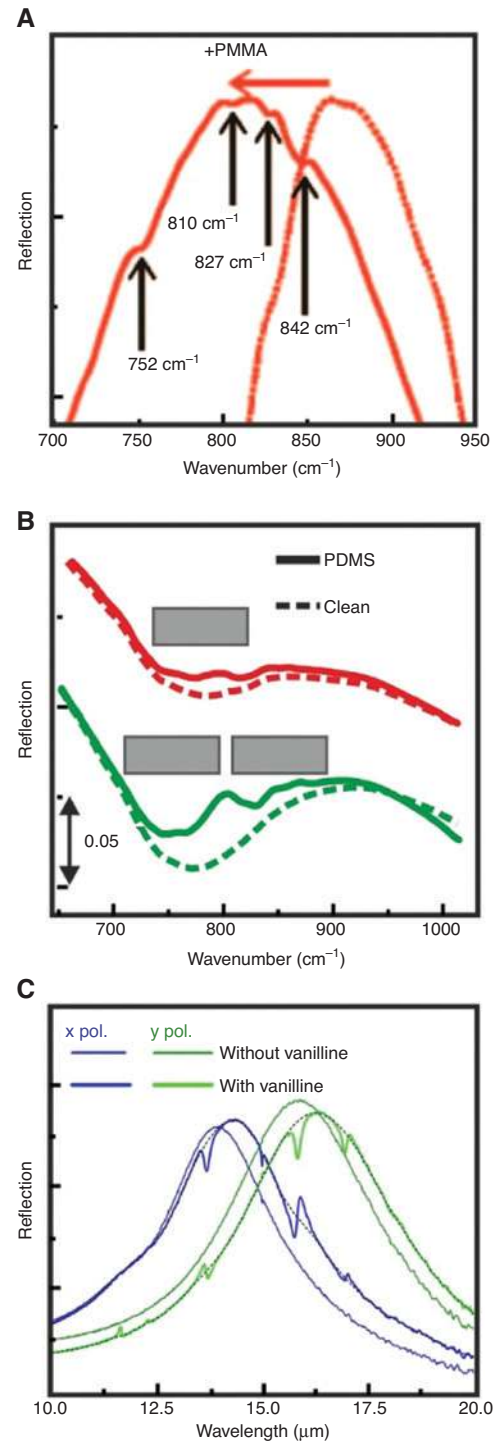 A
+PMMA
Reflection
810 cm⁻¹
827 cm⁻¹
842 cm⁻¹
752 cm⁻¹
700 750 800 850 900 950
Wavenumber (cm⁻¹)
B
PDMS
Clean
Reflection
0.05
700 800 900 1000
Wavenumber (cm⁻¹)
C
x pol. y pol.
Without vanilline
With vanilline
Reflection
10.0 12.5 15.0 17.5 20.0
Wavelength (μm)